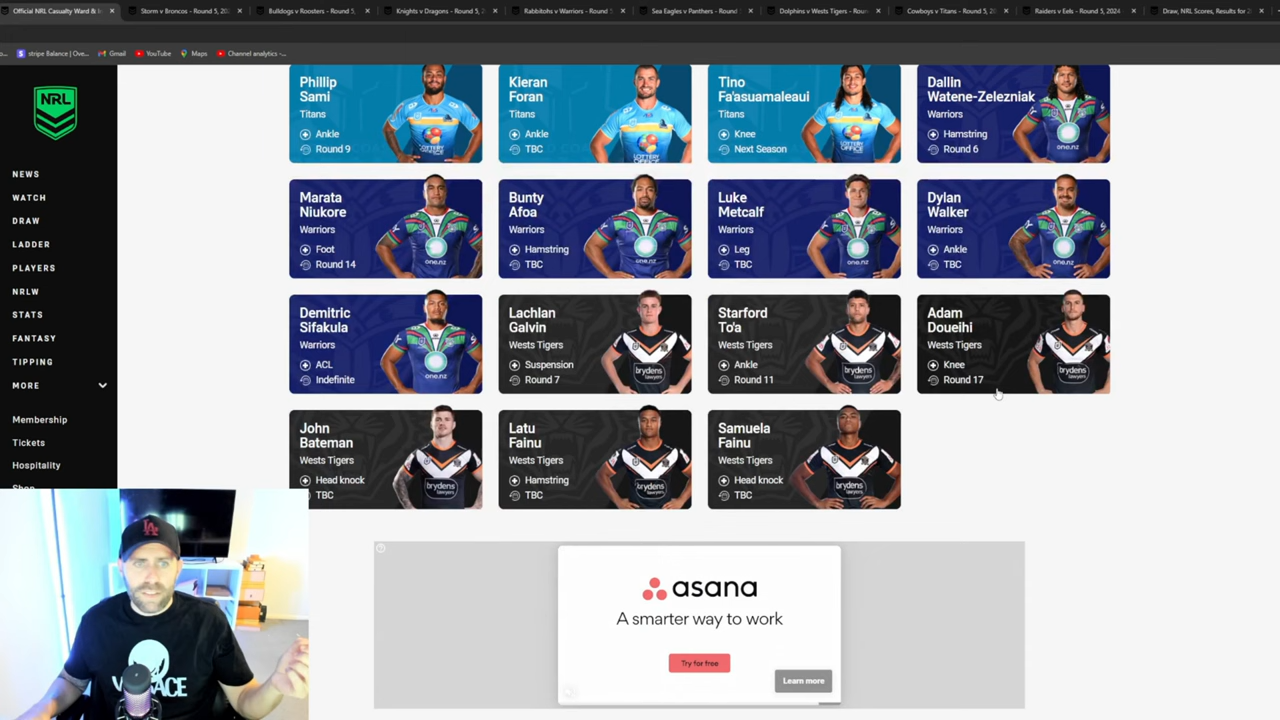 Official NRL Casualty Ward &
Storm v Broncos - Round 5, 20
Bulldogs v Roosters - Round 5,
Knights v Dragons - Round 5, 2
Rabbitohs v Warriors - Round 5
Sea Eagles v Panthers - Round
Dolphins v Wests Tigers - Roun
Cowboys v Titans - Round 5, 2
Raiders v Eels - Round 5, 2024
Draw, NRL Scores, Results for 2
stripe Balance | Ove...
Gmail
YouTube
Maps
Channel analytics -...
NRL
NEWS
WATCH
DRAW
LADDER
PLAYERS
NRLW
STATS
FANTASY
TIPPING
MORE
Membership
Tickets
Hospitality
Phillip
Sami
Titans
Ankle
Round 9
Kieran
Foran
Titans
Ankle
TBC
Tino
Fa'asuamaleaui
Titans
Knee
Next Season
Dallin
Watene-Zelezniak
Warriors
Hamstring
Round 6
Marata
Niukore
Warriors
Foot
Round 14
Bunty
Afoa
Warriors
Hamstring
TBC
Luke
Metcalf
Warriors
Leg
TBC
Dylan
Walker
Warriors
Ankle
TBC
Demitric
Sifakula
Warriors
ACL
Indefinite
Lachlan
Galvin
Wests Tigers
Suspension
Round 7
Starford
To'a
Wests Tigers
Ankle
Round 11
Adam
Doueihi
Wests Tigers
Knee
Round 17
John
Bateman
Wests Tigers
Head knock
TBC
Latu
Fainu
Wests Tigers
Hamstring
TBC
Samuela
Fainu
Wests Tigers
Head knock
TBC
asana
A smarter way to work
Try for free
Learn more